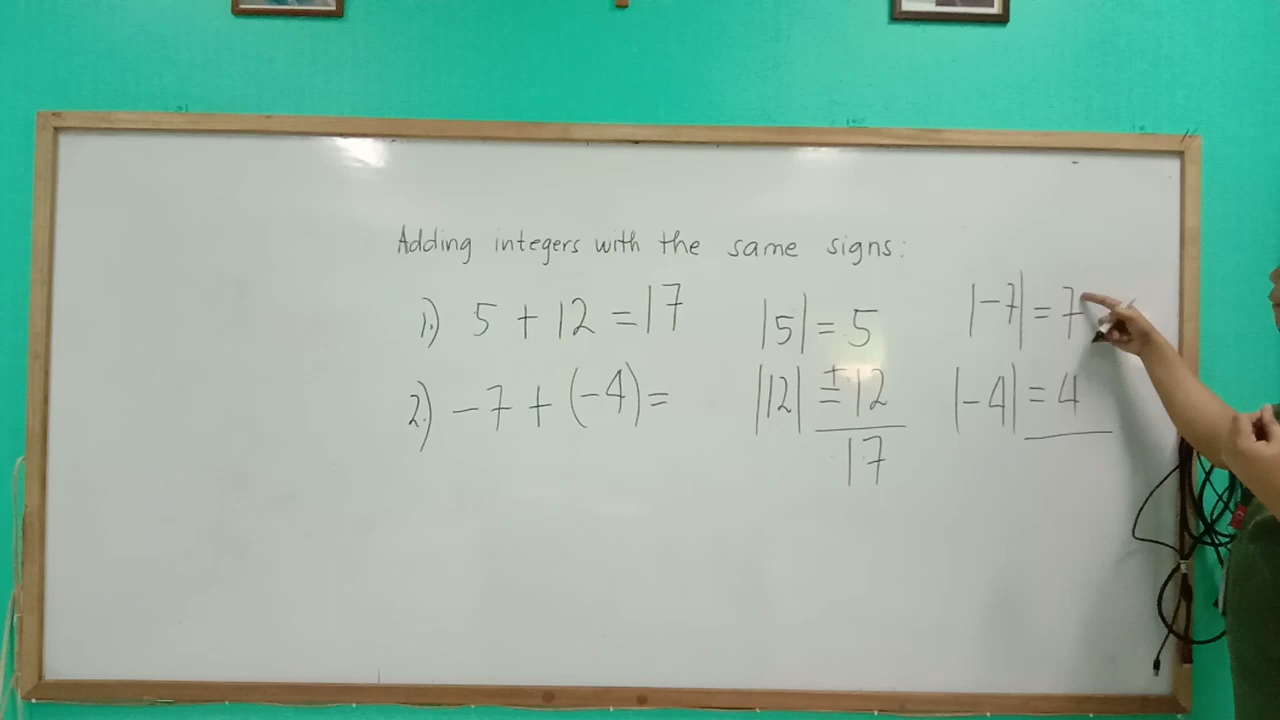 Adding integers with the same signs:
1.) 5 + 12 = 17
2.) -7 + (-4) =
|5| = 5
|12| = + 12
17
|-7| = 7
|-4| = 4